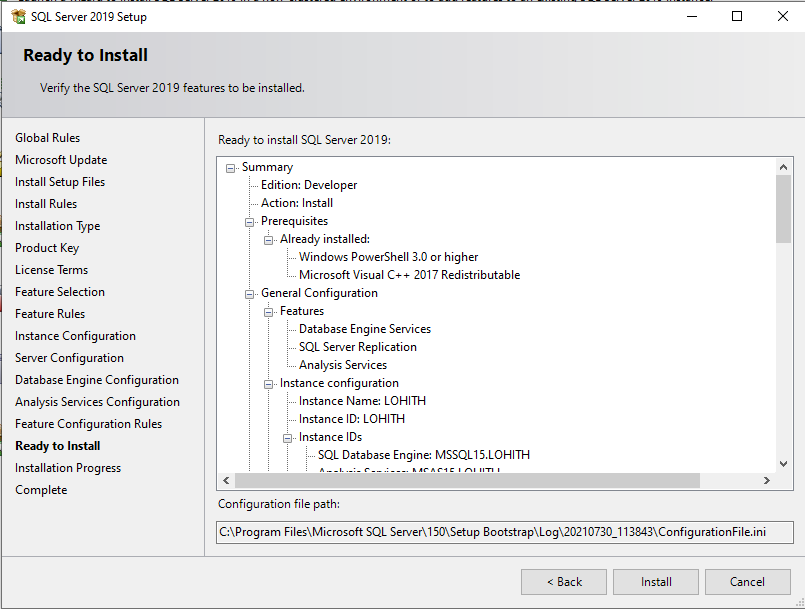 SQL Server 2019 Setup
Ready to Install
Verify the SQL Server 2019 features to be installed.
Global Rules
Microsoft Update
Install Setup Files
Install Rules
Installation Type
Product Key
License Terms
Feature Selection
Feature Rules
Instance Configuration
Server Configuration
Database Engine Configuration
Analysis Services Configuration
Feature Configuration Rules
Ready to Install
Installation Progress
Complete
Ready to install SQL Server 2019:
Summary
Edition: Developer
Action: Install
Prerequisites
Already installed:
Windows PowerShell 3.0 or higher
Microsoft Visual C++ 2017 Redistributable
General Configuration
Features
Database Engine Services
SQL Server Replication
Analysis Services
Instance configuration
Instance Name: LOHITH
Instance ID: LOHITH
Instance IDs
SQL Database Engine: MSSQL15.LOHITH
Analysis Services: MSAS15.LOHITH
Configuration file path:
C:\Program Files\Microsoft SQL Server\150\Setup Bootstrap\Log\20210730_113843\ConfigurationFile.ini
< Back
Install
Cancel